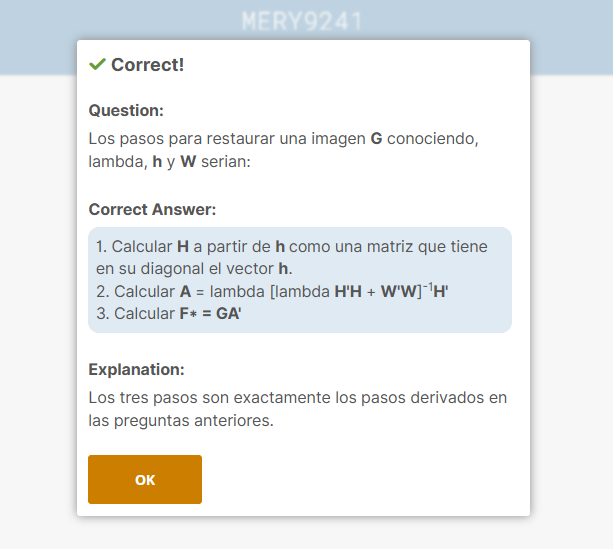 MERY9241
✓ Correct!
Question:
Los pasos para restaurar una imagen G conociendo,
lambda, h y W serian:
Correct Answer:
1. Calcular H a partir de h como una matriz que tiene
en su diagonal el vector h.
2. Calcular A = lambda [lambda H'H + W'W]⁻¹H'
3. Calcular F* = GA'
Explanation:
Los tres pasos son exactamente los pasos derivados en
las preguntas anteriores.
OK